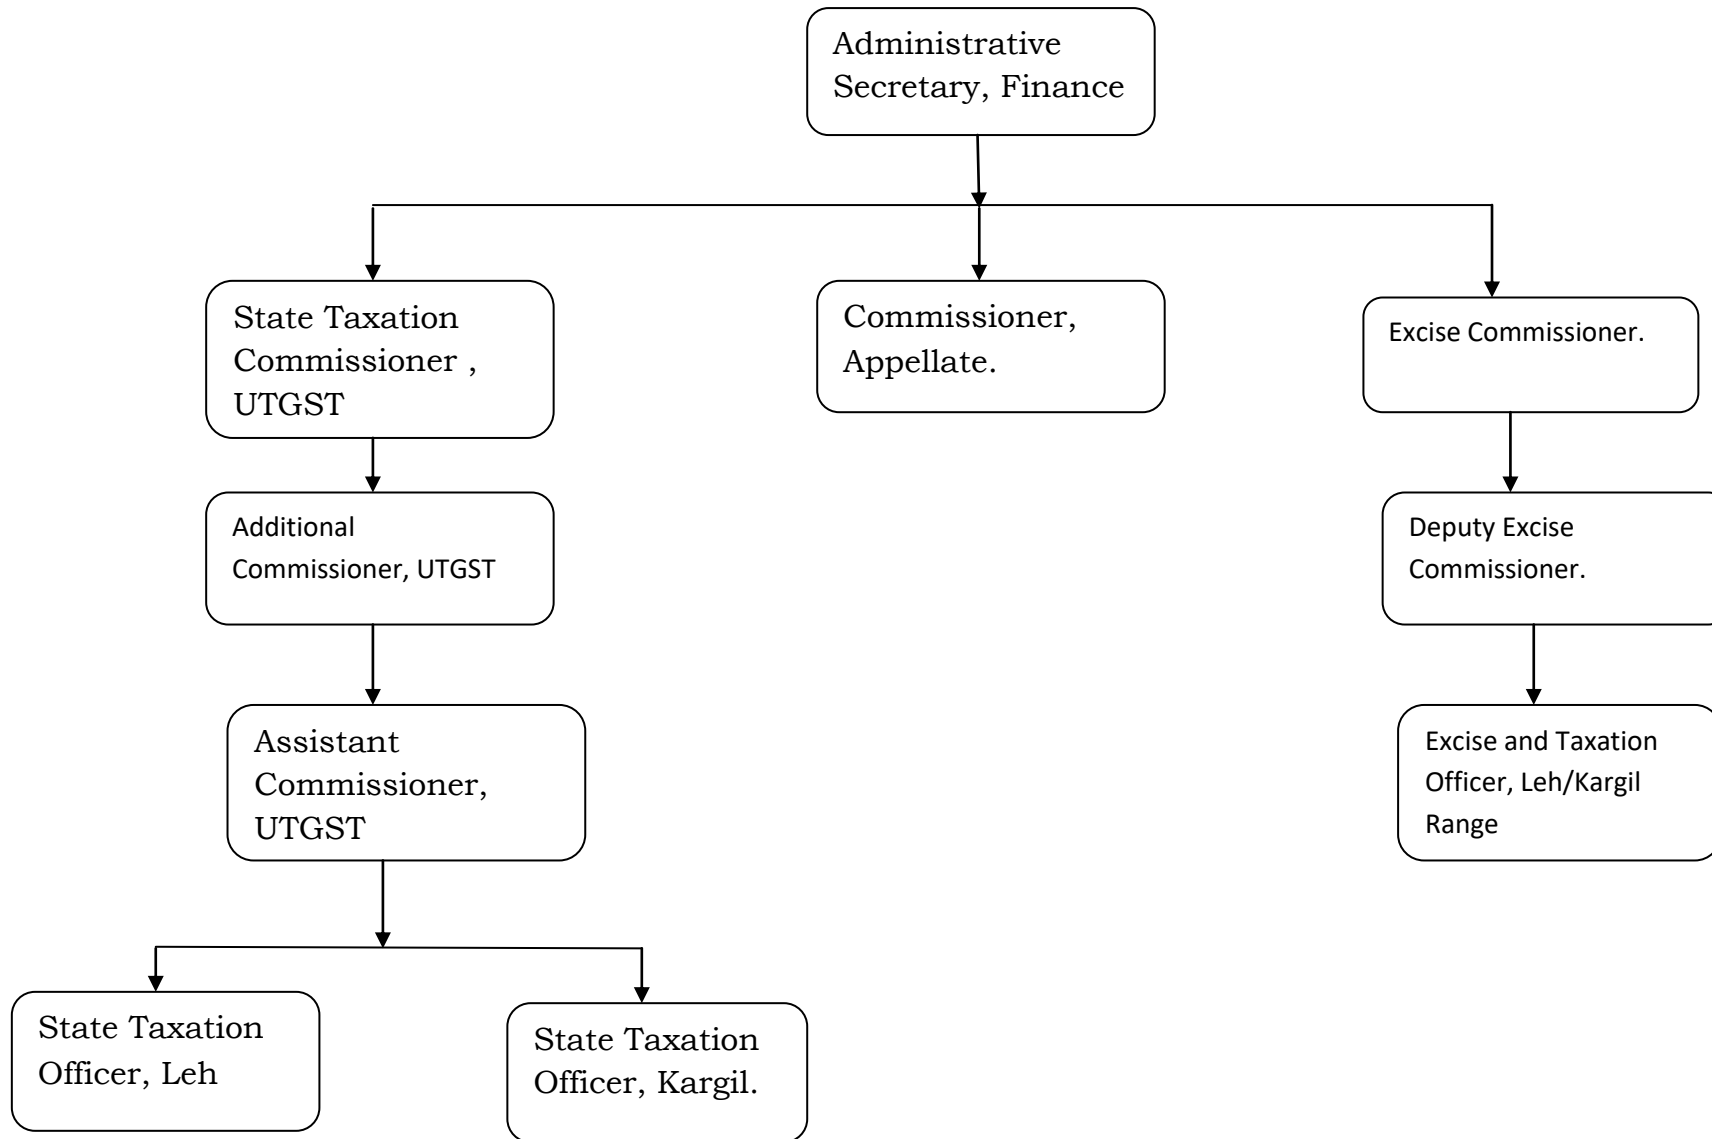 Administrative
Secretary, Finance
State Taxation
Commissioner ,
UTGST
Commissioner,
Appellate.
Excise Commissioner.
Additional
Commissioner, UTGST
Deputy Excise
Commissioner.
Assistant
Commissioner,
UTGST
Excise and Taxation
Officer, Leh/Kargil
Range
State Taxation
Officer, Leh
State Taxation
Officer, Kargil.